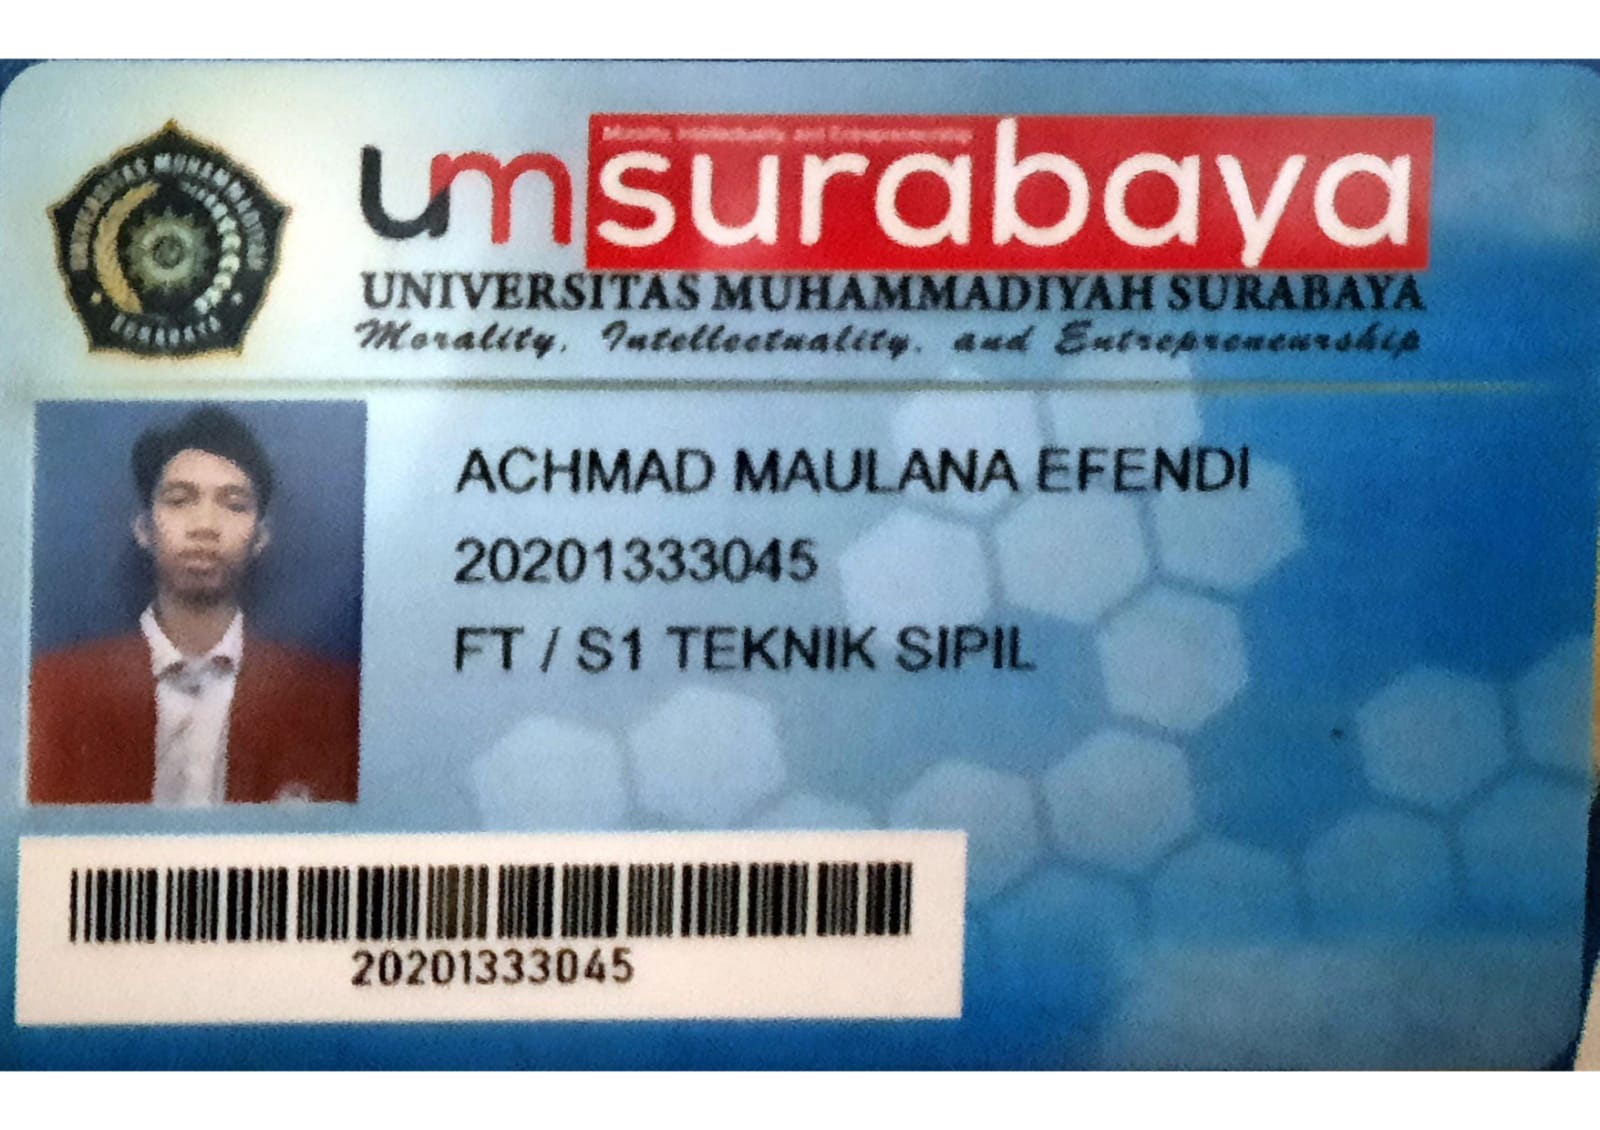 umsurabaya
Morality, Intellectuality, and Entrepreneurship
UNIVERSITAS MUHAMMADIYAH SURABAYA
Morality, Intellectuality, and Entrepreneurship
UNIVERSITAS MUHAMMADIYAH
SURABAYA
ACHMAD MAULANA EFENDI
20201333045
FT / S1 TEKNIK SIPIL
20201333045